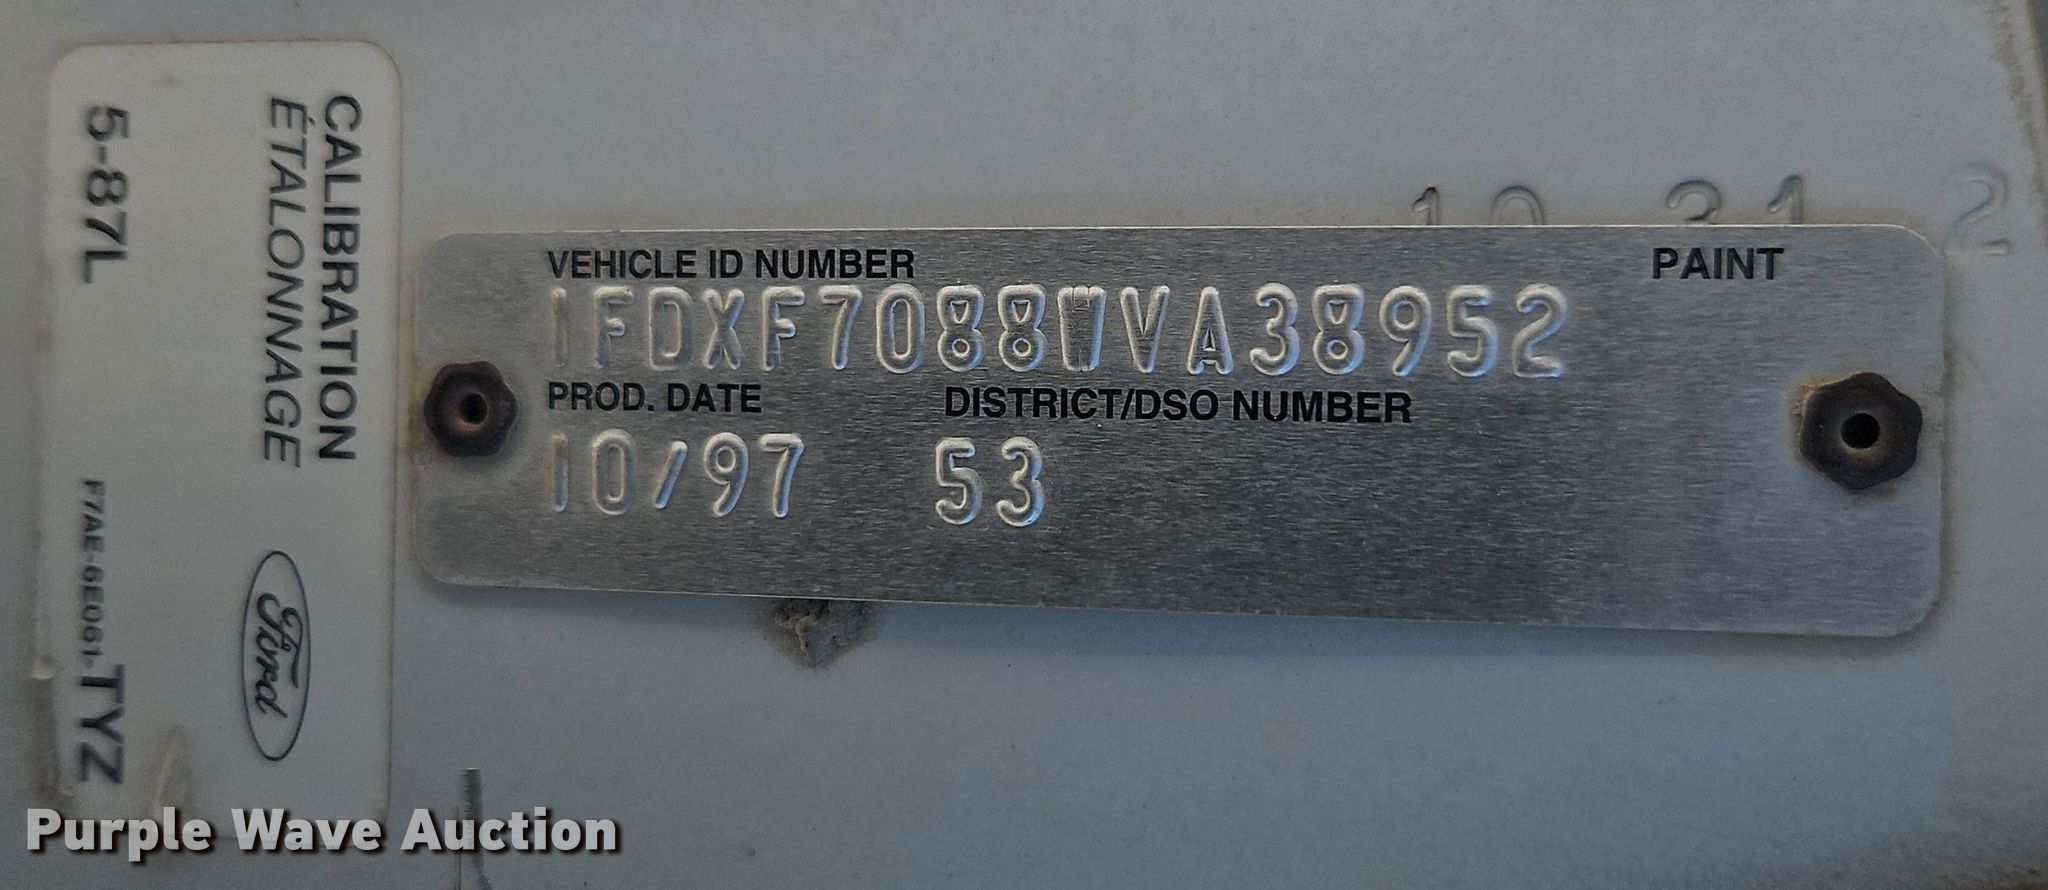 CALIBRATION
ÉTALONNAGE
5-87L
F7AE-6E061-TYZ
Ford
10 31 2
VEHICLE ID NUMBER
PAINT
1FDXF7088WVA38952
PROD. DATE
DISTRICT/DSO NUMBER
10/97
53
Purple Wave Auction